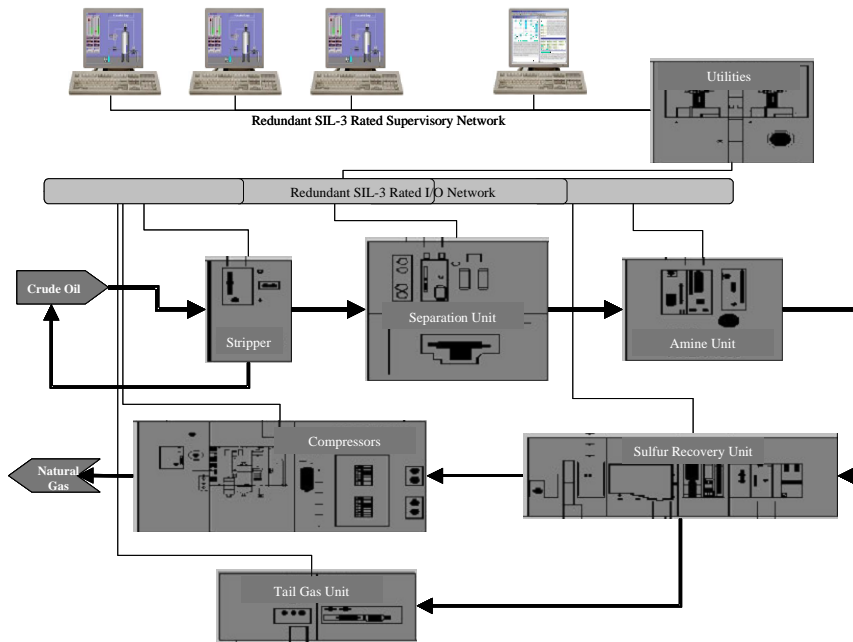 Utilities
Redundant SIL-3 Rated Supervisory Network
Redundant SIL-3 Rated I/O Network
Crude Oil
Stripper
Separation Unit
Amine Unit
Compressors
Sulfur Recovery Unit
Natural
Gas
Tail Gas Unit